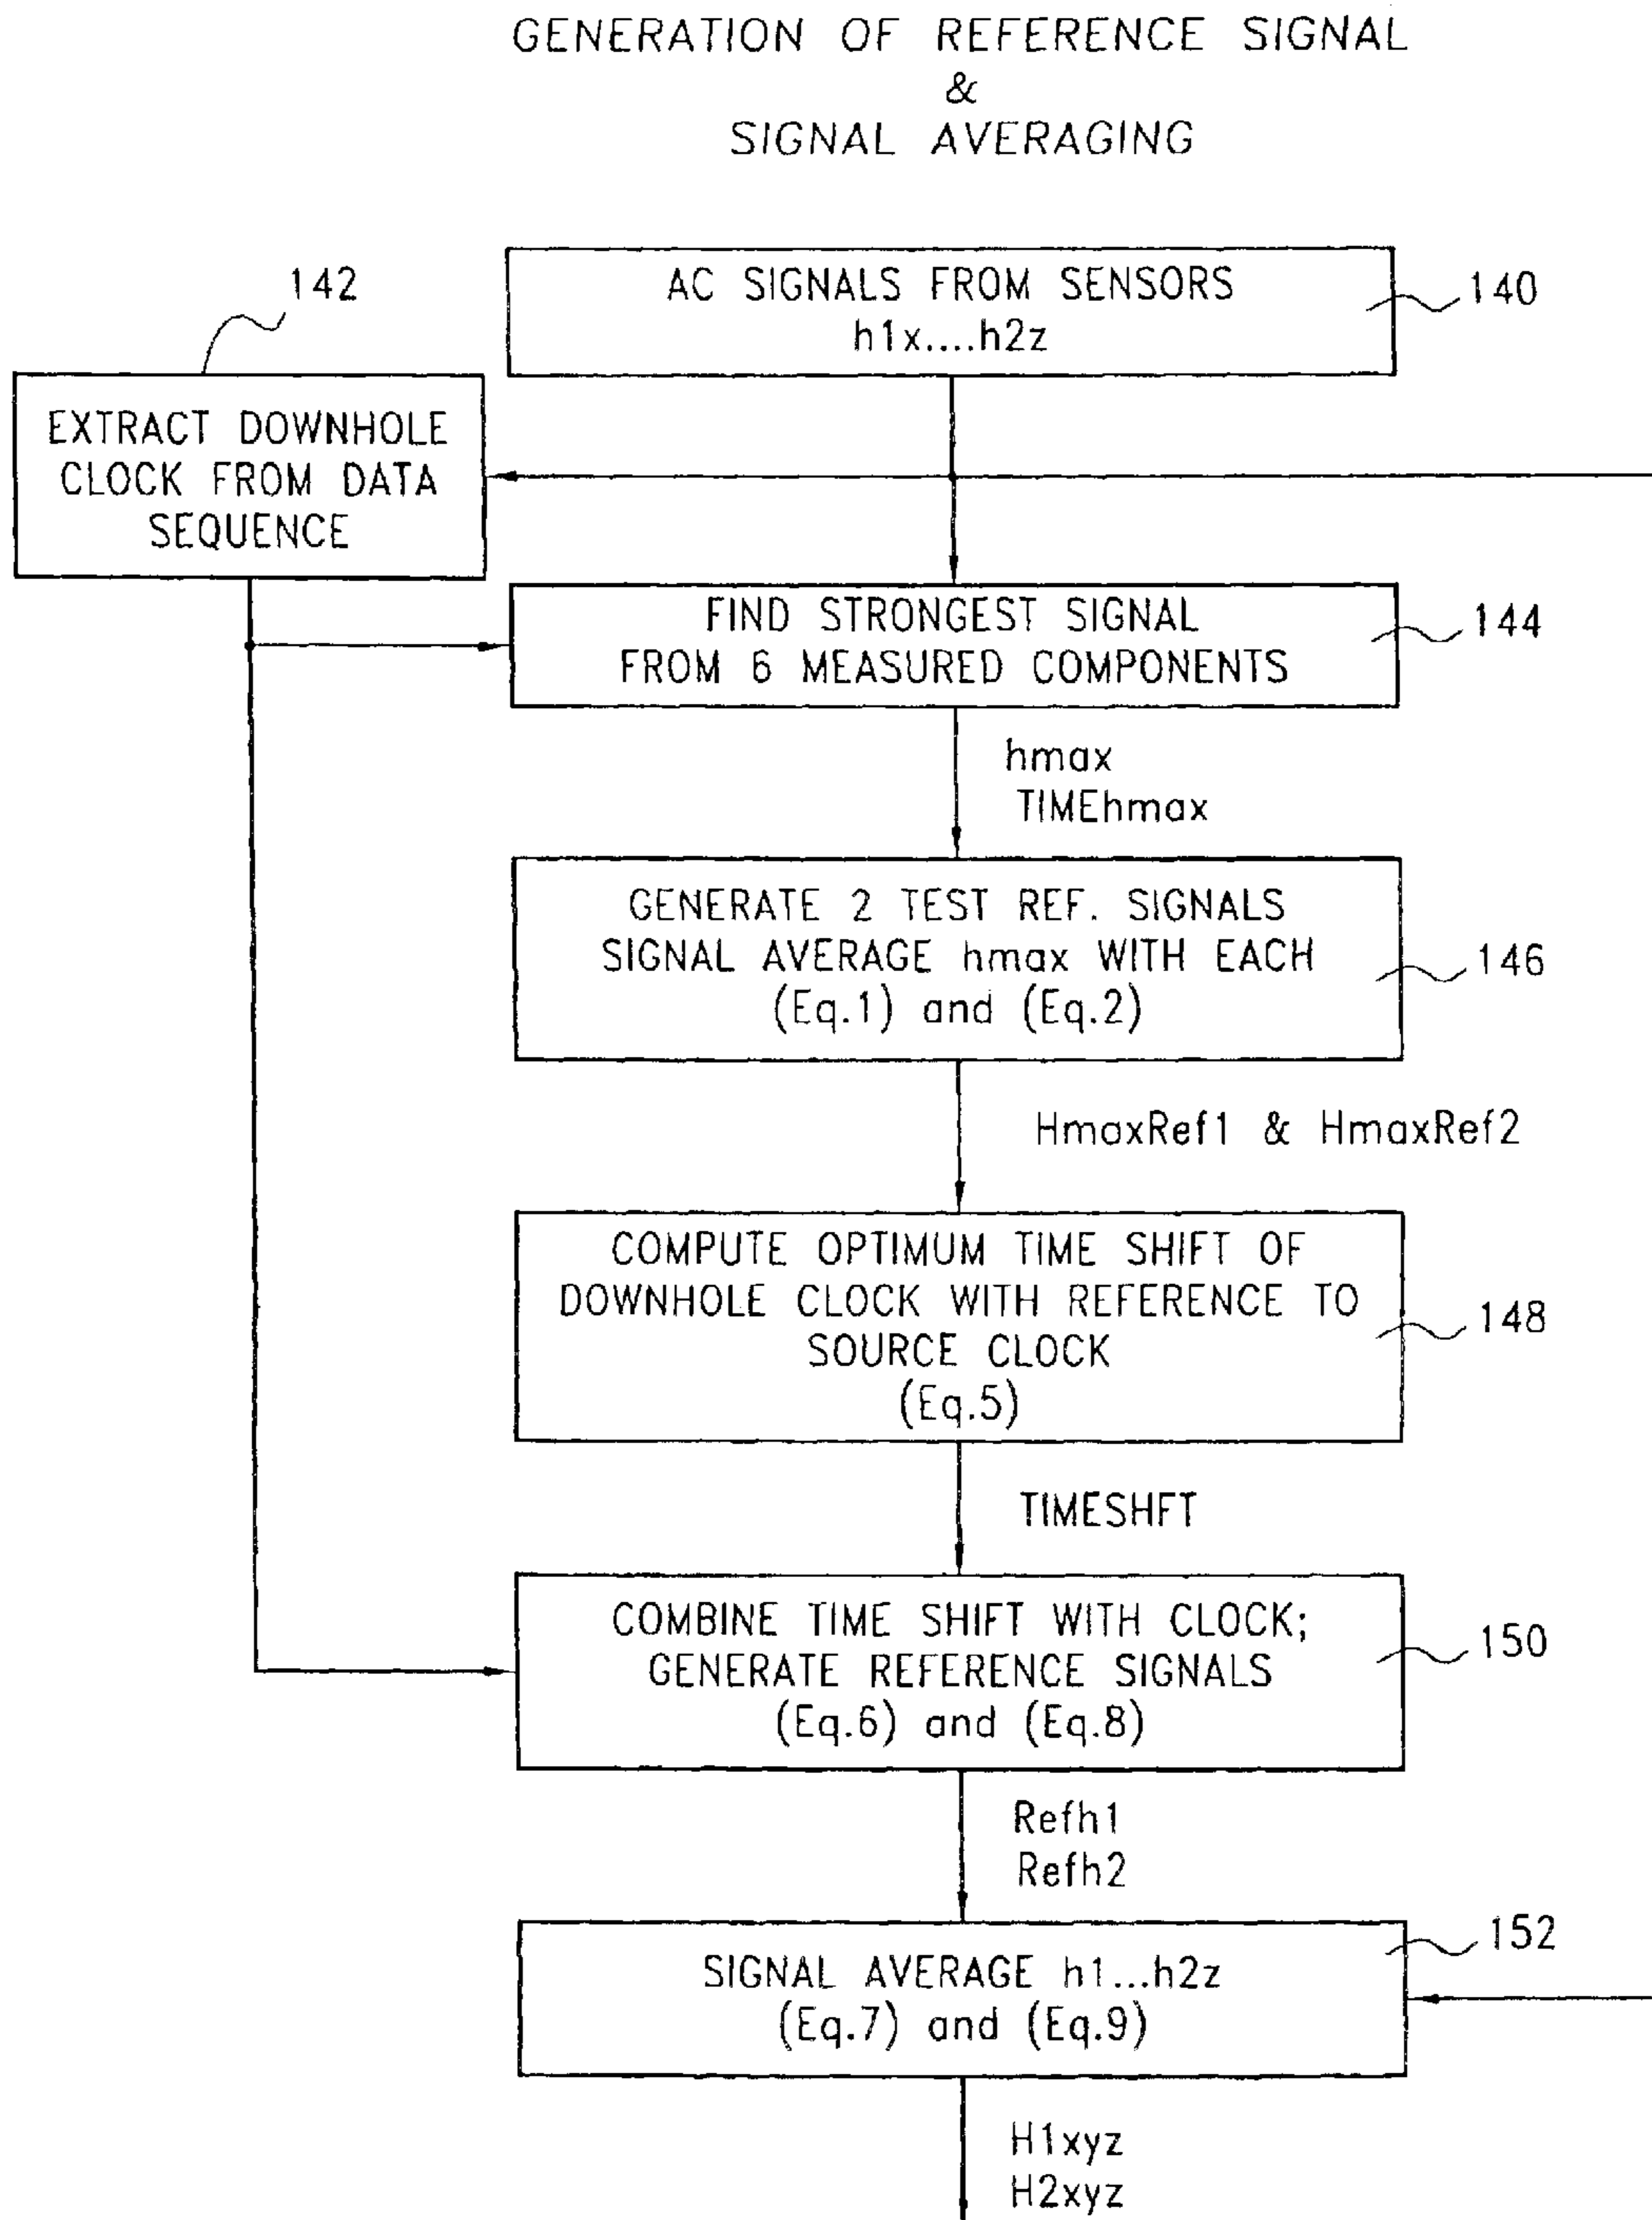 GENERATION OF REFERENCE SIGNAL
&
SIGNAL AVERAGING
142
AC SIGNALS FROM SENSORS
h1x....h2z
140
EXTRACT DOWNHOLE
CLOCK FROM DATA
SEQUENCE
FIND STRONGEST SIGNAL
FROM 6 MEASURED COMPONENTS
144
hmax
TIMEhmax
GENERATE 2 TEST REF. SIGNALS
SIGNAL AVERAGE hmax WITH EACH
(Eq.1) and (Eq.2)
146
HmaxRef1 & HmaxRef2
COMPUTE OPTIMUM TIME SHIFT OF
DOWNHOLE CLOCK WITH REFERENCE TO
SOURCE CLOCK
(Eq.5)
148
TIMESHFT
COMBINE TIME SHIFT WITH CLOCK;
GENERATE REFERENCE SIGNALS
(Eq.6) and (Eq.8)
150
Refh1
Refh2
SIGNAL AVERAGE h1...h2z
(Eq.7) and (Eq.9)
152
H1xyz
H2xyz